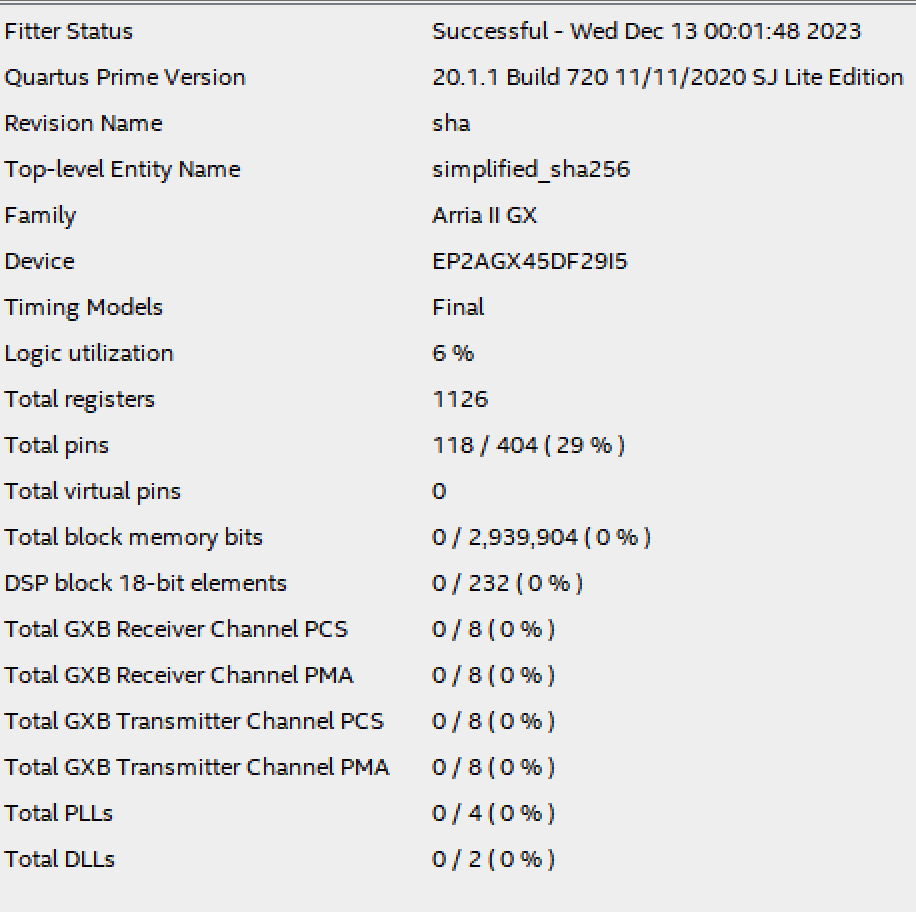 Fitter Status Successful - Wed Dec 13 00:01:48 2023
Quartus Prime Version 20.1.1 Build 720 11/11/2020 SJ Lite Edition
Revision Name sha
Top-level Entity Name simplified_sha256
Family Arria II GX
Device EP2AGX45DF29I5
Timing Models Final
Logic utilization 6 %
Total registers 1126
Total pins 118 / 404 ( 29 % )
Total virtual pins 0
Total block memory bits 0 / 2,939,904 ( 0 % )
DSP block 18-bit elements 0 / 232 ( 0 % )
Total GXB Receiver Channel PCS 0 / 8 ( 0 % )
Total GXB Receiver Channel PMA 0 / 8 ( 0 % )
Total GXB Transmitter Channel PCS 0 / 8 ( 0 % )
Total GXB Transmitter Channel PMA 0 / 8 ( 0 % )
Total PLLs 0 / 4 ( 0 % )
Total DLLs 0 / 2 ( 0 % )